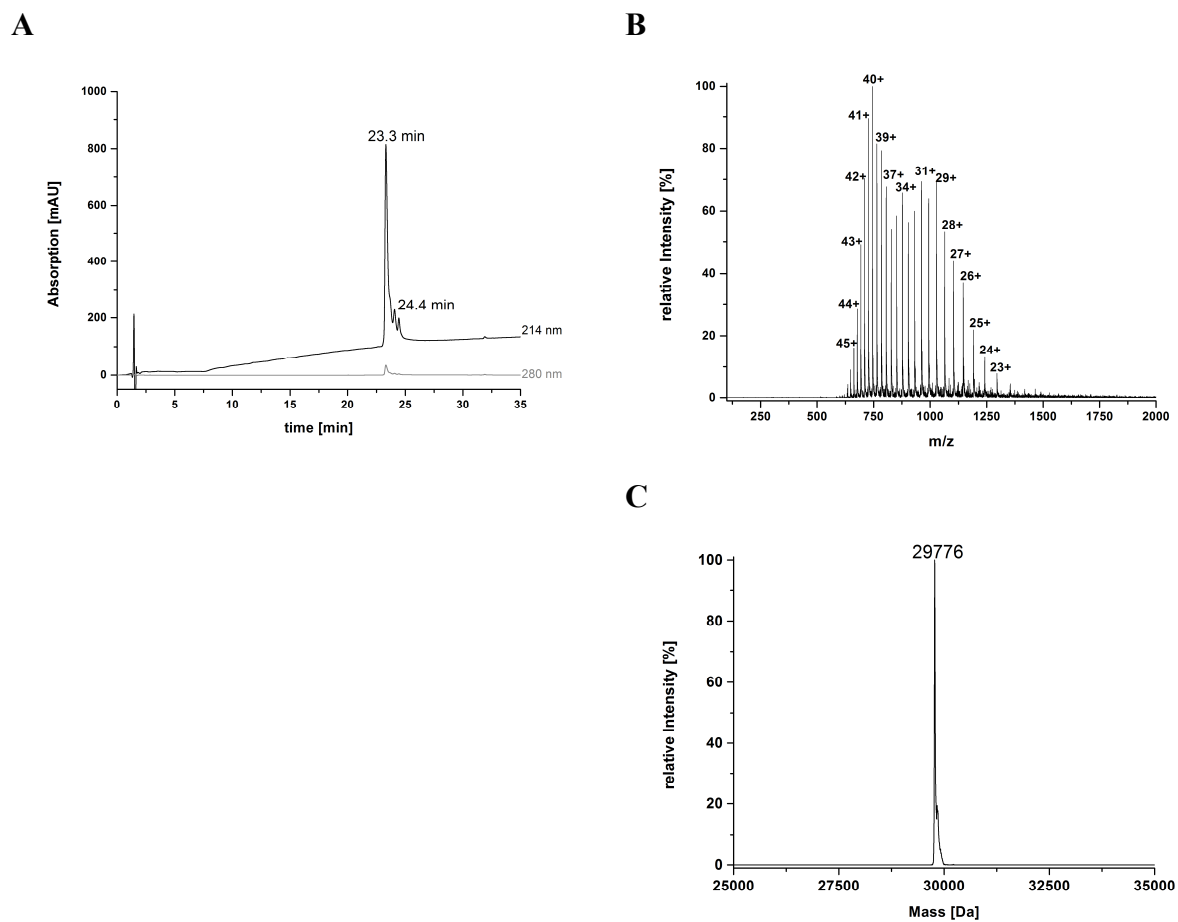 A
B
1000
800
600
400
200
0
Absorption [mAU]
23.3 min
24.4 min
214 nm
280 nm
0 5 10 15 20 25 30 35
time [min]
100
80
60
40
20
0
relative Intensity [%]
40+
41+
39+
42+
37+
34+
31+
29+
43+
28+
27+
26+
44+
25+
45+
24+
23+
250 500 750 1000 1250 1500 1750 2000
m/z
C
29776
100
80
60
40
20
0
relative Intensity [%]
25000 27500 30000 32500 35000
Mass [Da]